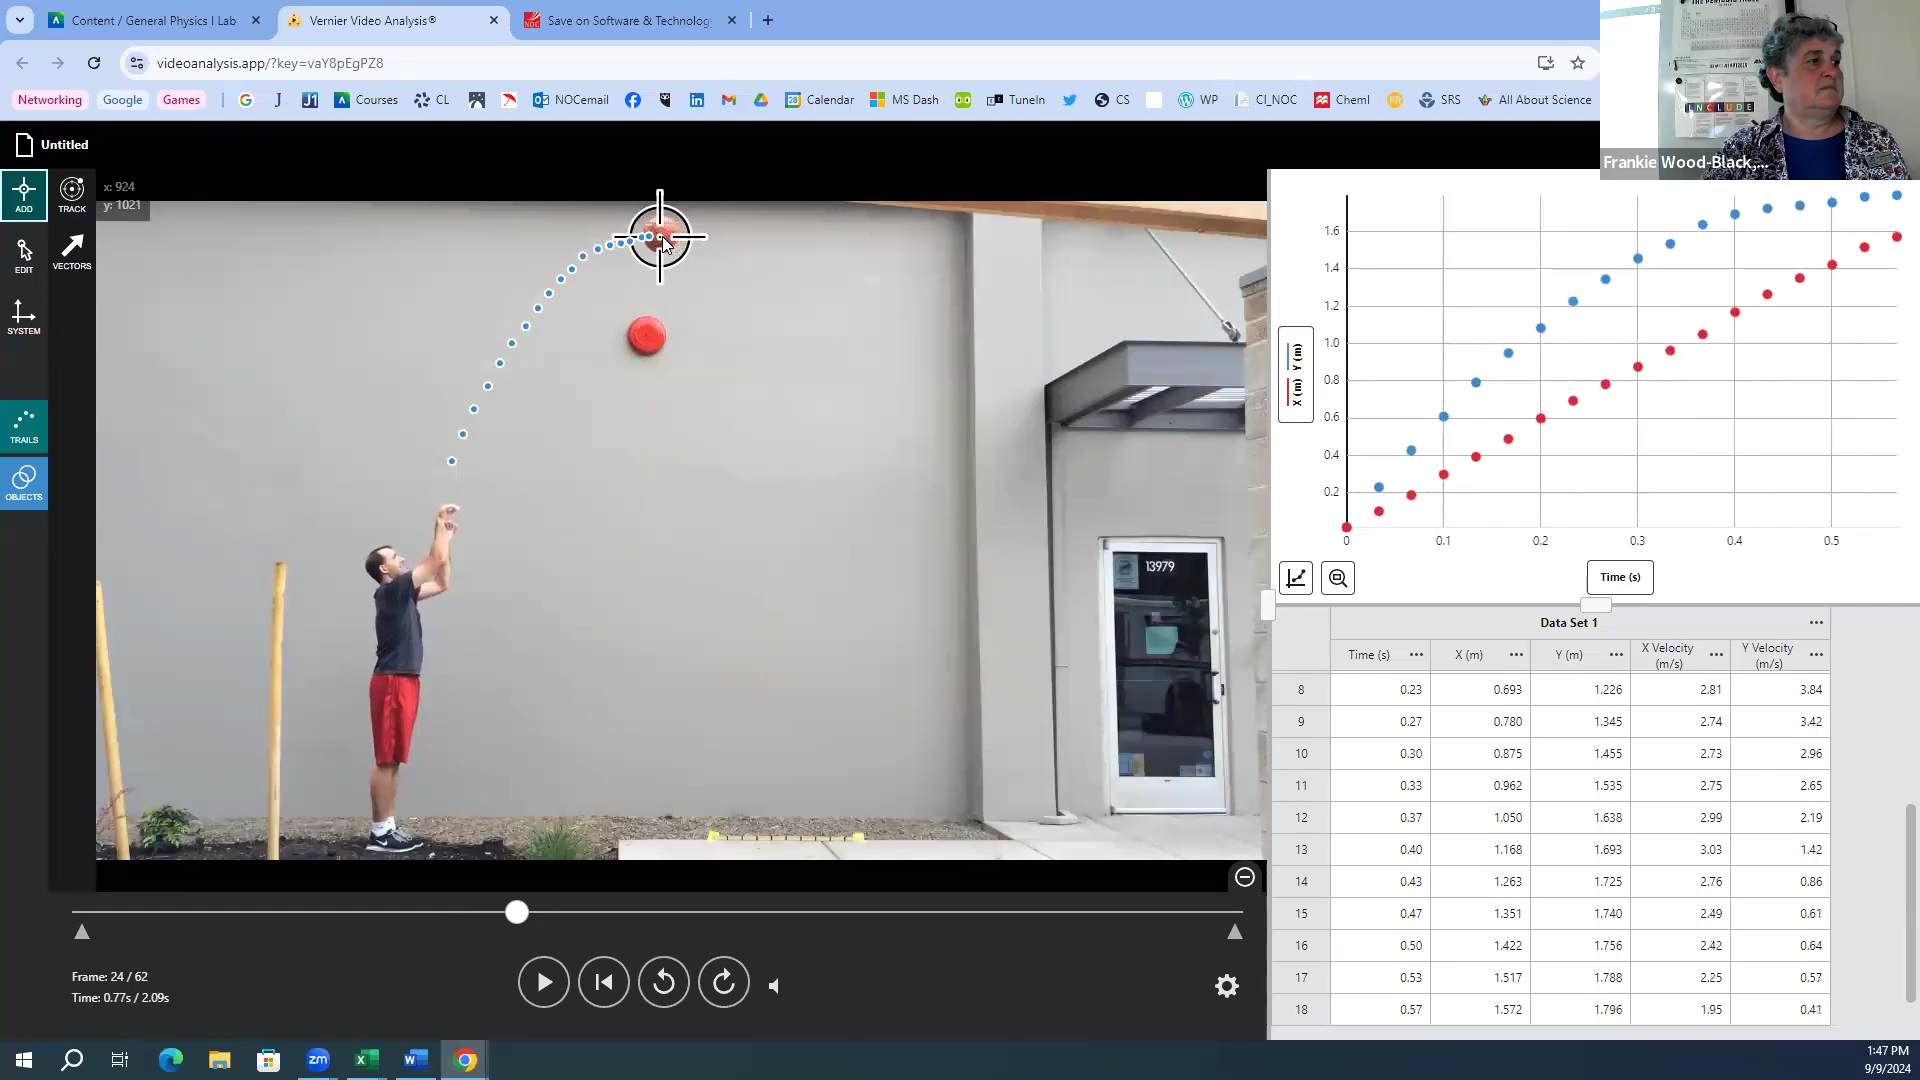 Content / General Physics I Lab
Vernier Video Analysis®
NOC
Save on Software & Technolog
videoanalysis.app/?key=vaY8pEgPZ8
Networking
Google
Games
Courses
CL
NOCemail
Calendar
MS Dash
TuneIn
CS
WP
CI_NOC
ChemI
SRS
All About Science
THE PERIODIC TABLE
INCLUDE
Frankie Wood-Black,...
Untitled
ADD
TRACK
EDIT
VECTORS
SYSTEM
TRAILS
OBJECTS
x: 924
y: 1021
13979
Frame: 24 / 62
Time: 0.77s / 2.09s
X (m) Y (m)
1.6
1.4
1.2
1.0
0.8
0.6
0.4
0.2
0 0.1 0.2 0.3 0.4 0.5
Time (s)
Data Set 1 ...
Time (s) ... X (m) ... Y (m) ... X Velocity (m/s) ... Y Velocity (m/s) ...
8 0.23 0.693 1.226 2.81 3.84
9 0.27 0.780 1.345 2.74 3.42
10 0.30 0.875 1.455 2.73 2.96
11 0.33 0.962 1.535 2.75 2.65
12 0.37 1.050 1.638 2.99 2.19
13 0.40 1.168 1.693 3.03 1.42
14 0.43 1.263 1.725 2.76 0.86
15 0.47 1.351 1.740 2.49 0.61
16 0.50 1.422 1.756 2.42 0.64
17 0.53 1.517 1.788 2.25 0.57
18 0.57 1.572 1.796 1.95 0.41
zm
1:47 PM
9/9/2024